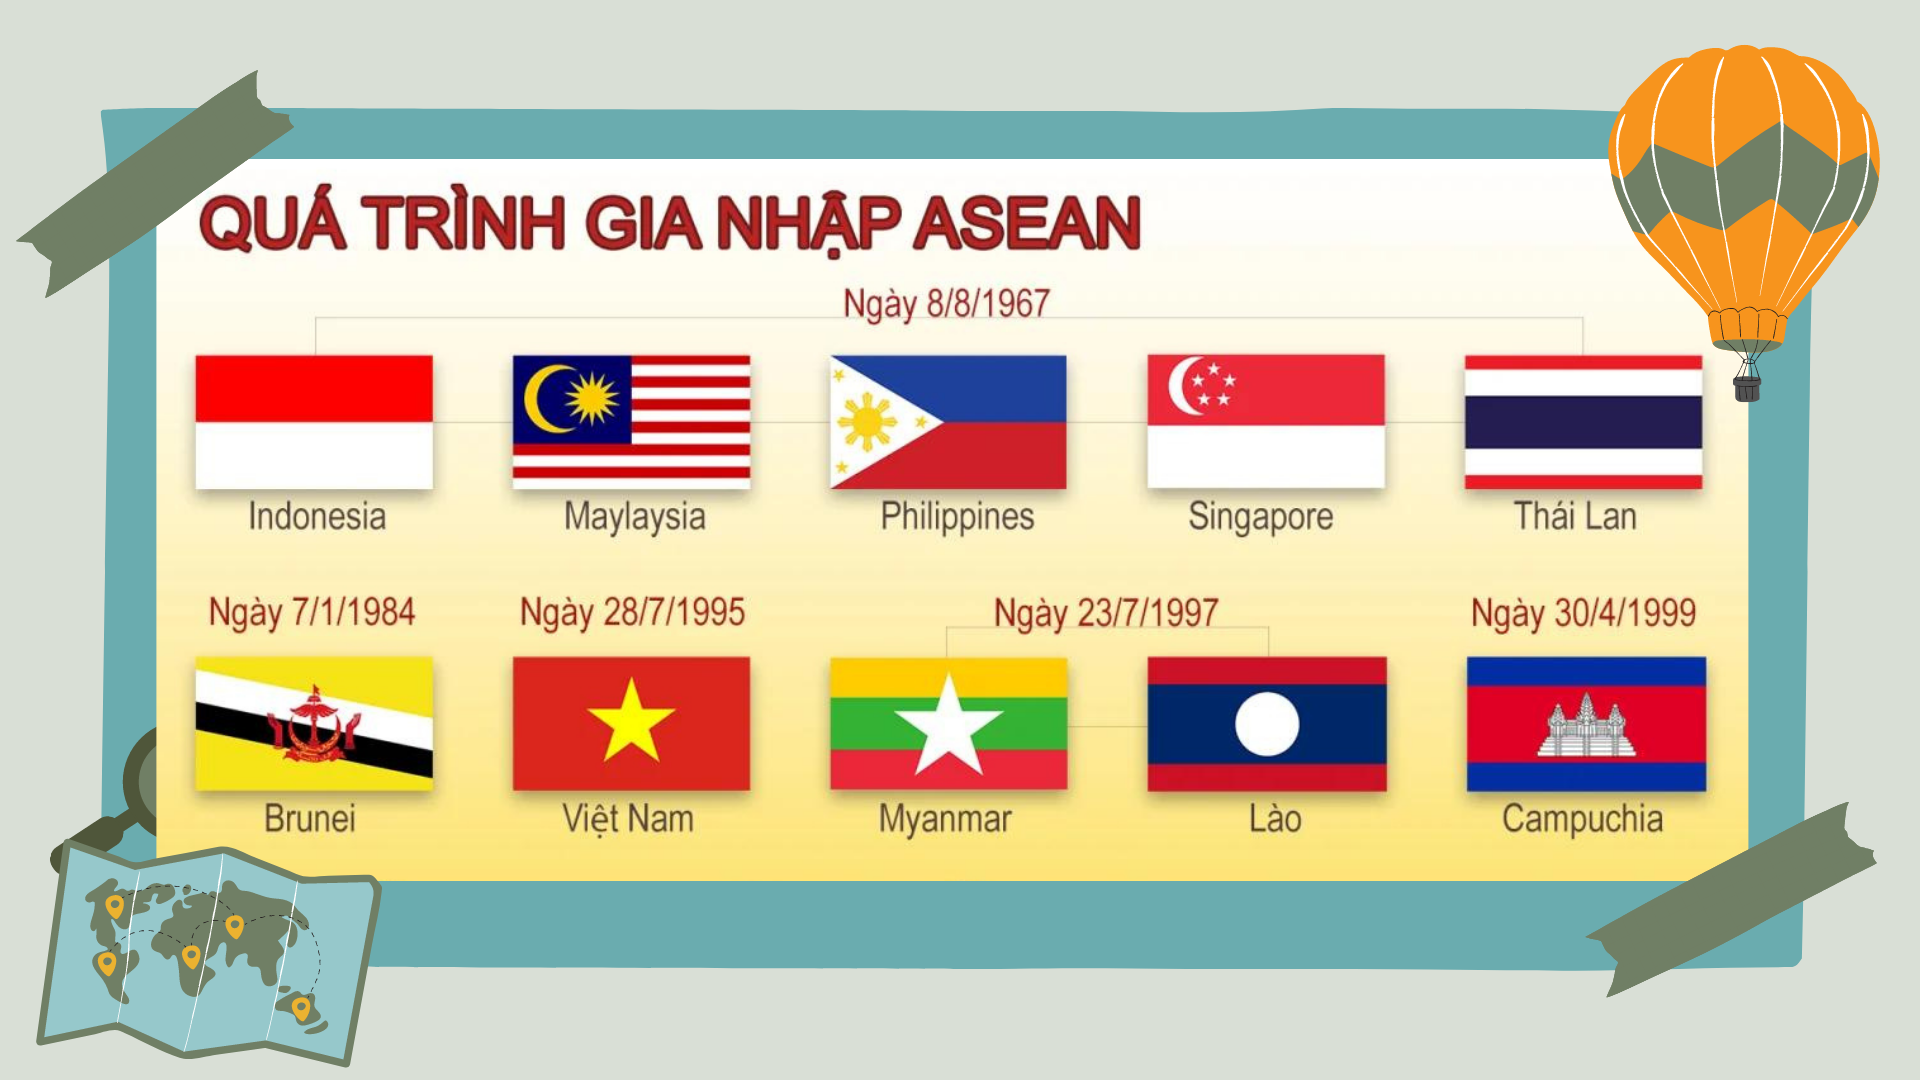 QUÁ TRÌNH GIA NHẬP ASEAN
Ngày 8/8/1967
Indonesia Maylaysia Philippines Singapore Thái Lan
Ngày 7/1/1984 Ngày 28/7/1995 Ngày 23/7/1997 Ngày 30/4/1999
Brunei Việt Nam Myanmar Lào Campuchia